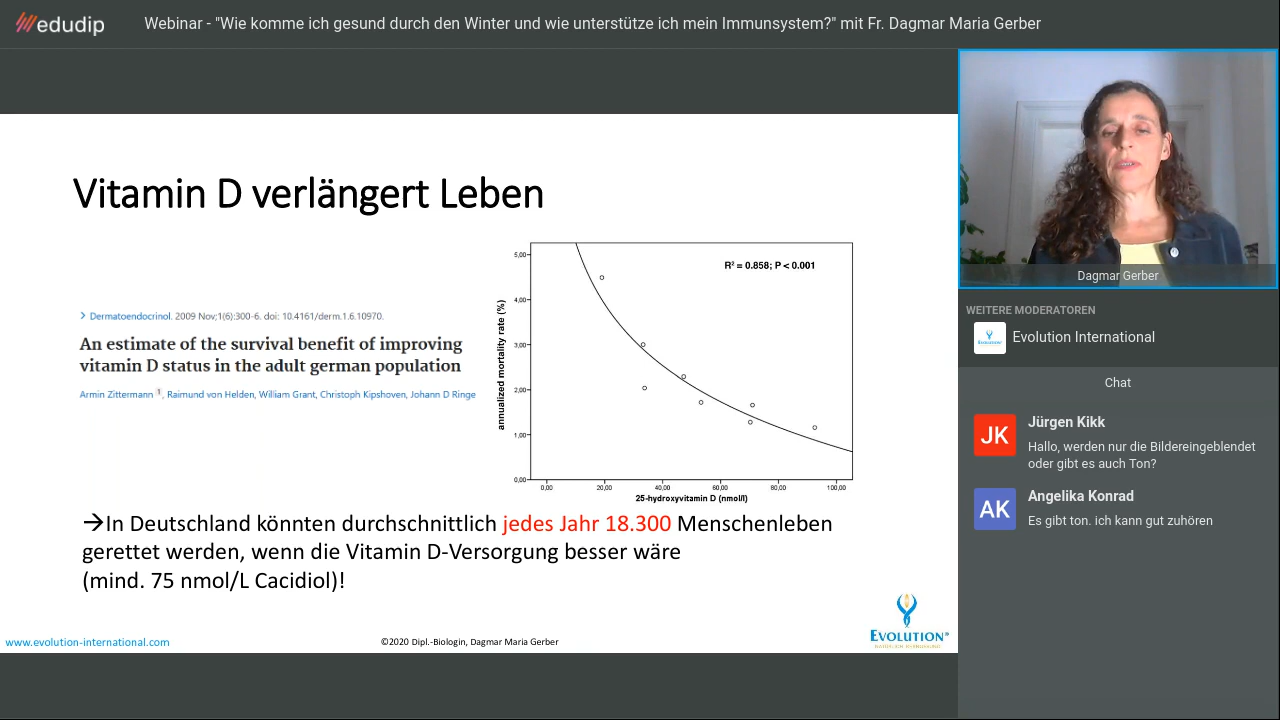 edudip
Webinar - "Wie komme ich gesund durch den Winter und wie unterstütze ich mein Immunsystem?" mit Fr. Dagmar Maria Gerber
Vitamin D verlängert Leben
Dermatoendocrinol. 2009 Nov;1(6):300-6. doi: 10.4161/derm.1.6.10970.
An estimate of the survival benefit of improving
vitamin D status in the adult german population
Armin Zittermann 1, Raimund von Helden, William Grant, Christoph Kipshoven, Johann D Ringe
R² = 0.858; P < 0.001
annualized mortality rate (%)
5,00
4,00
3,00
2,00
1,00
0,00
0,00 20,00 40,00 60,00 80,00 100,00
25-hydroxyvitamin D (nmol/l)
→In Deutschland könnten durchschnittlich jedes Jahr 18.300 Menschenleben
gerettet werden, wenn die Vitamin D-Versorgung besser wäre
(mind. 75 nmol/L Cacidiol)!
www.evolution-international.com
©2020 Dipl.-Biologin, Dagmar Maria Gerber
EVOLUTION®
Dagmar Gerber
WEITERE MODERATOREN
Evolution International
Chat
JK
Jürgen Kikk
Hallo, werden nur die Bildereingeblendet
oder gibt es auch Ton?
AK
Angelika Konrad
Es gibt ton. ich kann gut zuhören